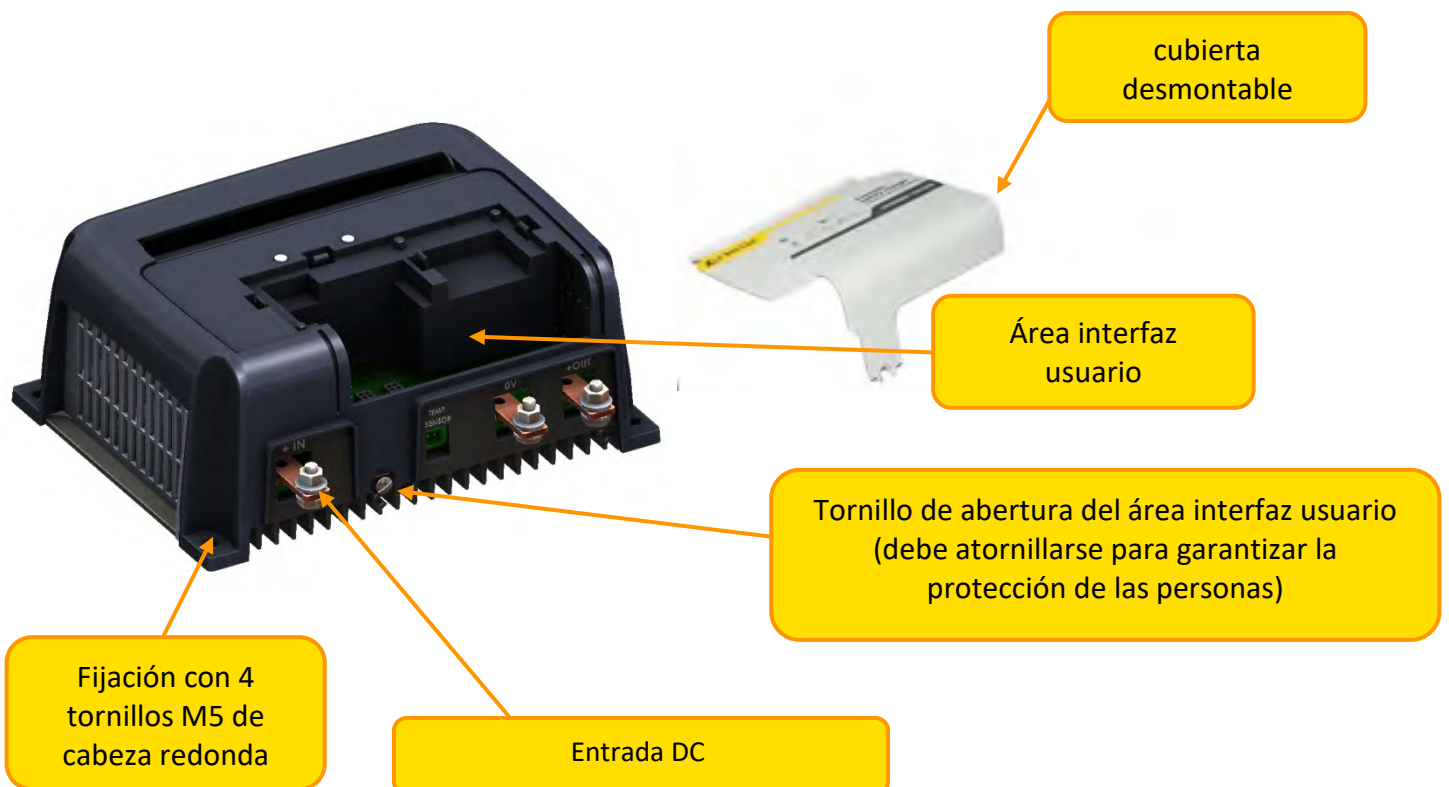 cubierta
desmontable
Área interfaz
usuario
+OUT
0V
TEMP
SENSOR
+ IN
Tornillo de abertura del área interfaz usuario
(debe atornillarse para garantizar la
protección de las personas)
Fijación con 4
tornillos M5 de
cabeza redonda
Entrada DC